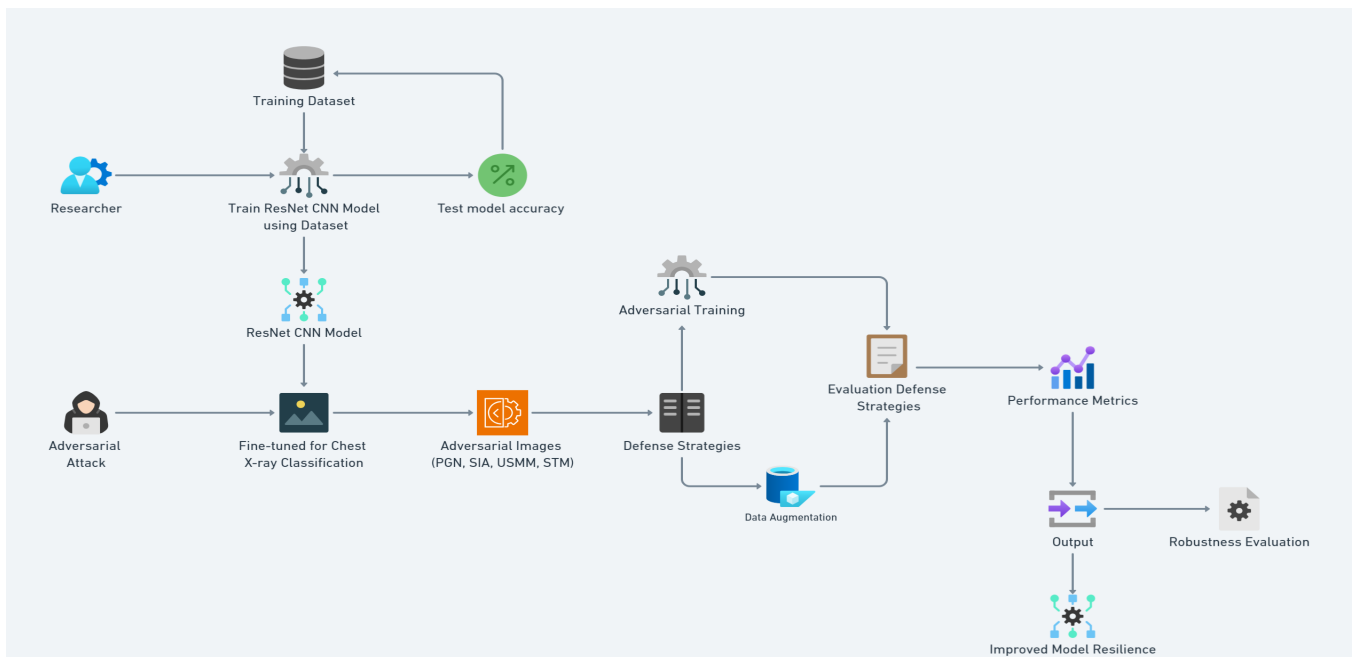 Training Dataset
Researcher
Train ResNet CNN Model
using Dataset
Test model accuracy
ResNet CNN Model
Adversarial Training
Evaluation Defense
Strategies
Performance Metrics
Adversarial
Attack
Fine-tuned for Chest
X-ray Classification
Adversarial Images
(PGN, SIA, USMM, STM)
Defense Strategies
Data Augmentation
Output
Robustness Evaluation
Improved Model Resilience